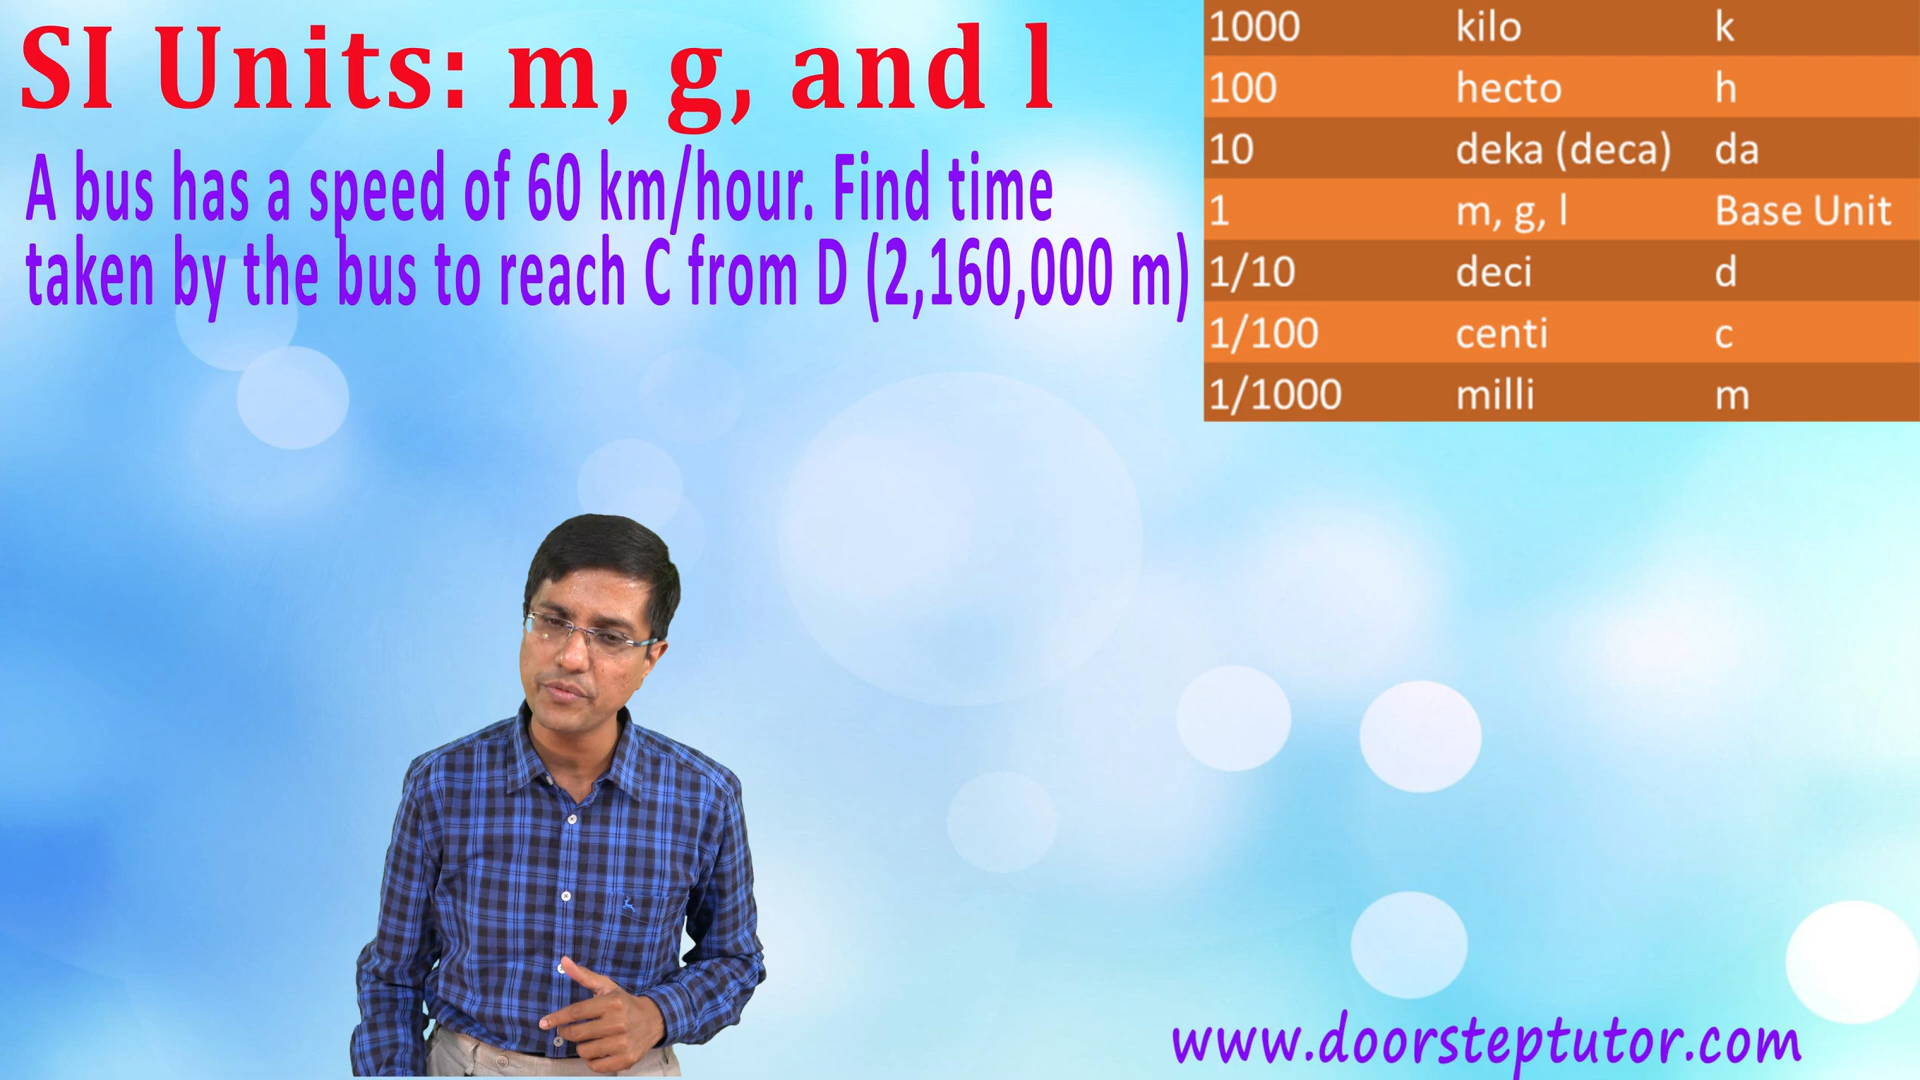 SI Units: m, g, and l
A bus has a speed of 60 km/hour. Find time
taken by the bus to reach C from D (2,160,000 m)
1000 kilo k
100 hecto h
10 deka (deca) da
1 m, g, l Base Unit
1/10 deci d
1/100 centi c
1/1000 milli m
www.doorsteptutor.com